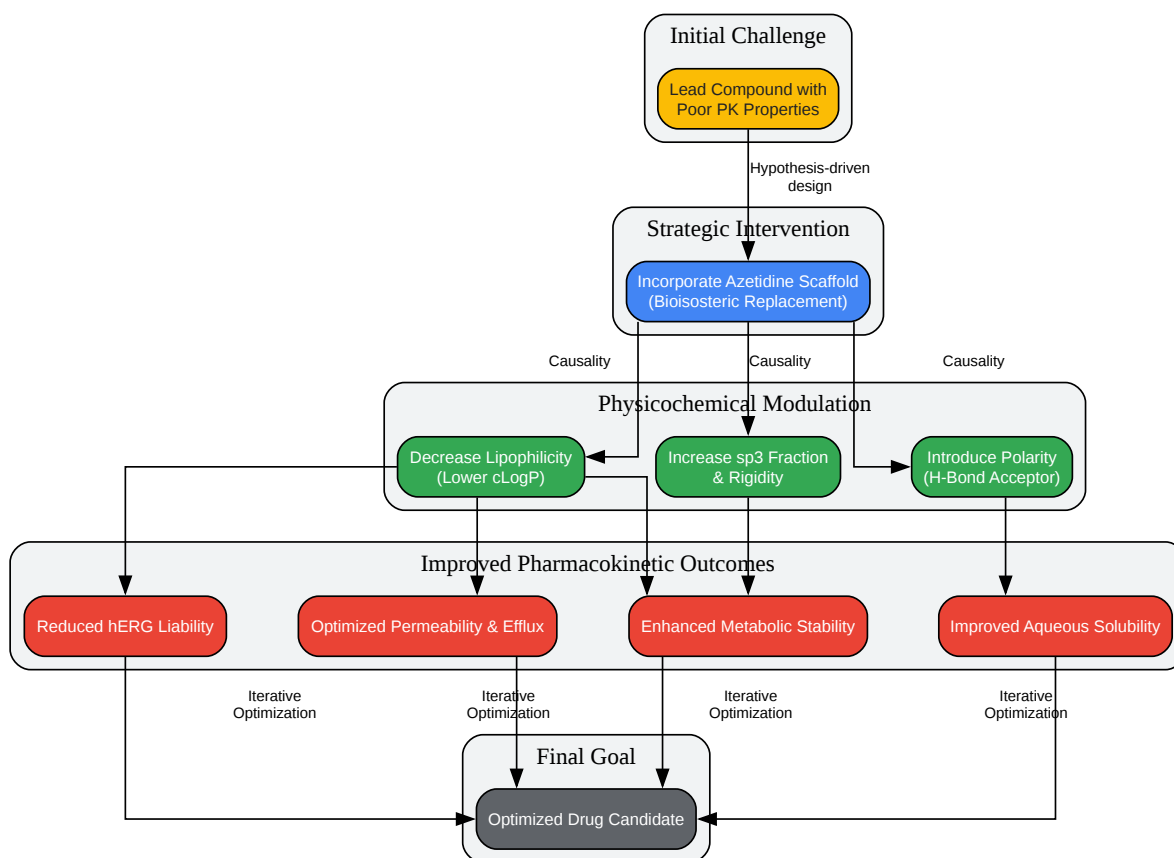 Initial Challenge
Lead Compound with
Poor PK Properties
Hypothesis-driven
design
Strategic Intervention
Incorporate Azetidine Scaffold
(Bioisosteric Replacement)
Causality
Causality
Causality
Physicochemical Modulation
Decrease Lipophilicity
(Lower cLogP)
Increase sp3 Fraction
& Rigidity
Introduce Polarity
(H-Bond Acceptor)
Improved Pharmacokinetic Outcomes
Reduced hERG Liability
Optimized Permeability & Efflux
Enhanced Metabolic Stability
Improved Aqueous Solubility
Iterative
Optimization
Iterative
Optimization
Iterative
Optimization
Iterative
Optimization
Final Goal
Optimized Drug Candidate